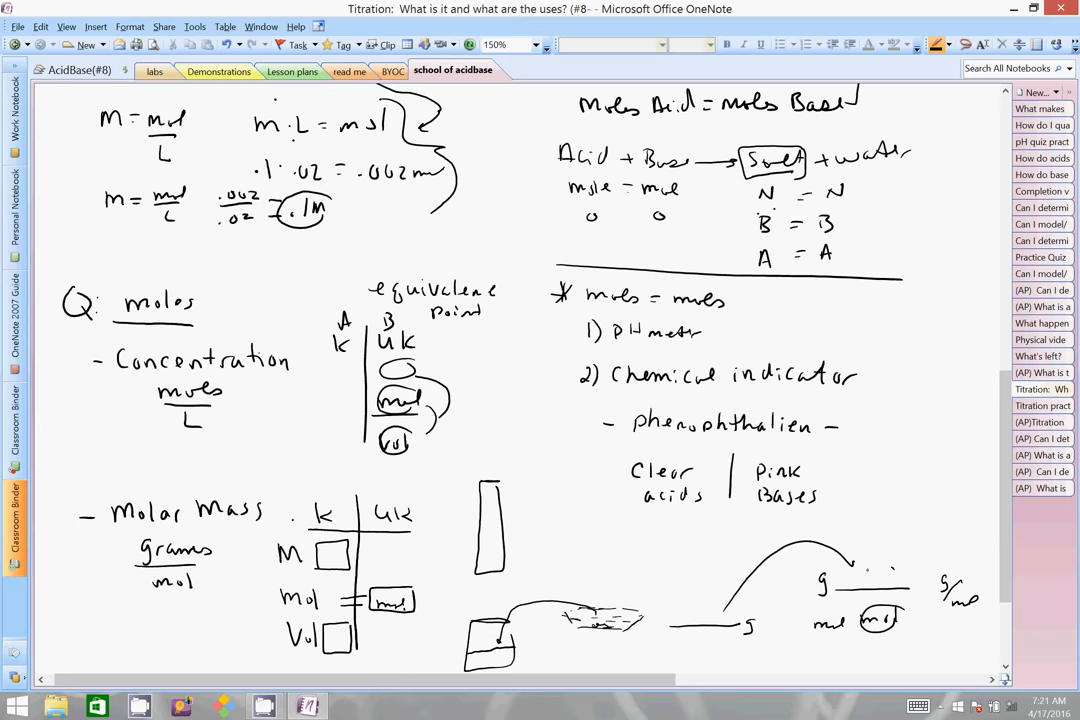 Titration: What is it and what are the uses? (#8- - Microsoft Office OneNote
File Edit View Insert Format Share Tools Table Window Help
New Task Tag Clip 150%
AcidBase(#8) labs Demonstrations Lesson plans read me BYOC school of acidbase Search All Notebooks
Work Notebook
Personal Notebook
OneNote 2007 Guide
Classroom Binder
Classroom Binder
M = mol
L
M · L = mol
.1 · .02 = .002 mol
M = mol
L
.002
.02
= .1M
Moles Acid = Moles Base
Acid + Base → Salt + water
mole = mol
N = N
B = B
A = A
Q: moles
- Concentration
mols
L
equivalence
point
A B
K UK
mol
vol
* mols = mols
1) PH meter
2) Chemical indicator
- phenophthalien -
Clear | Pink
acids | Bases
- Molar Mass
grams
mol
K UK
M
mol = mol
Vol
g
g
mol mol
New...
What makes
How do I qua
pH quiz pract
How do acids
How do base
Completion v
Can I determi
Can I model/
Can I determi
Practice Quiz
Can I model/
(AP) Can I de
(AP) What is a
What happen
Physical vide
What's left?
(AP) What is t
Titration: Wh
Titration pract
(AP)Titration
(AP) Can I det
(AP) What is a
(AP) Can I de
(AP) What is
7:21 AM
4/17/2016